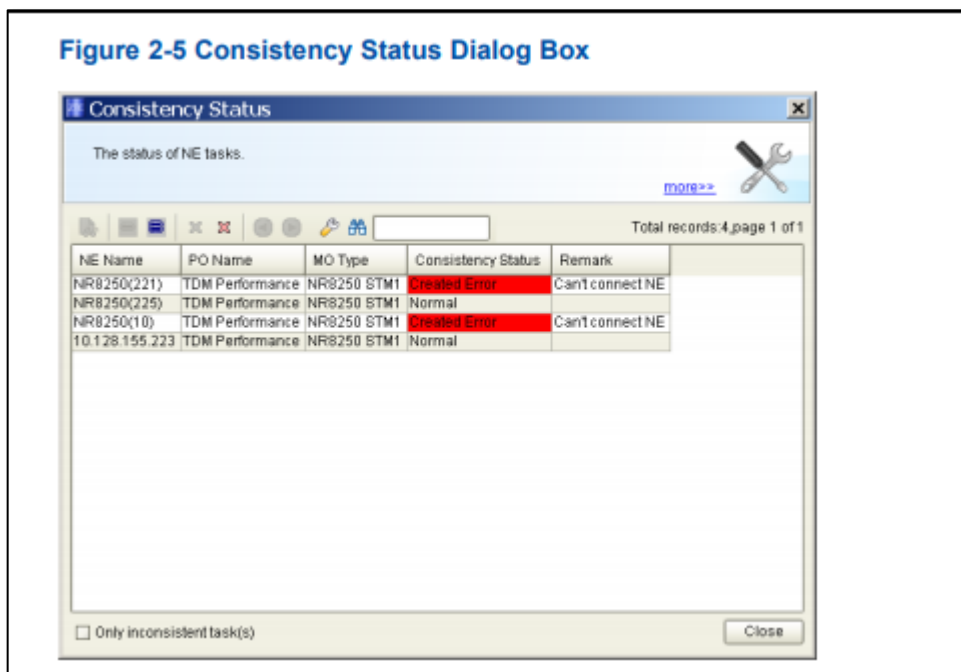 Figure 2-5 Consistency Status Dialog Box
Consistency Status
The status of NE tasks.
more>>
Total records:4,page 1 of 1
NE Name PO Name MO Type Consistency Status Remark
NR8250(221) TDM Performance NR8250 STM1 Created Error Can't connect NE
NR8250(225) TDM Performance NR8250 STM1 Normal
NR8250(10) TDM Performance NR8250 STM1 Created Error Can't connect NE
10.128.155.223 TDM Performance NR8250 STM1 Normal
Only inconsistent task(s)
Close